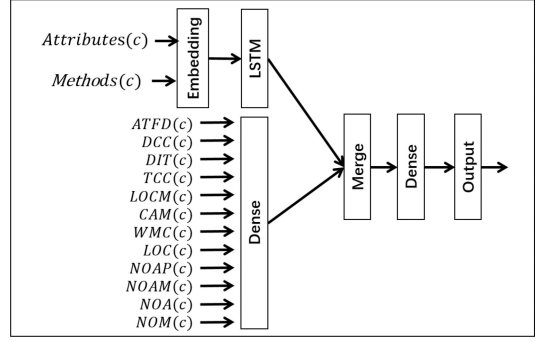 Attributes(c)
Methods(c)
Embedding
LSTM
ATFD(c)
DCC(c)
DIT(c)
TCC(c)
LOCM(c)
CAM(c)
WMC(c)
LOC(c)
NOAP(c)
NOAM(c)
NOA(c)
NOM(c)
Dense
Merge
Dense
Output